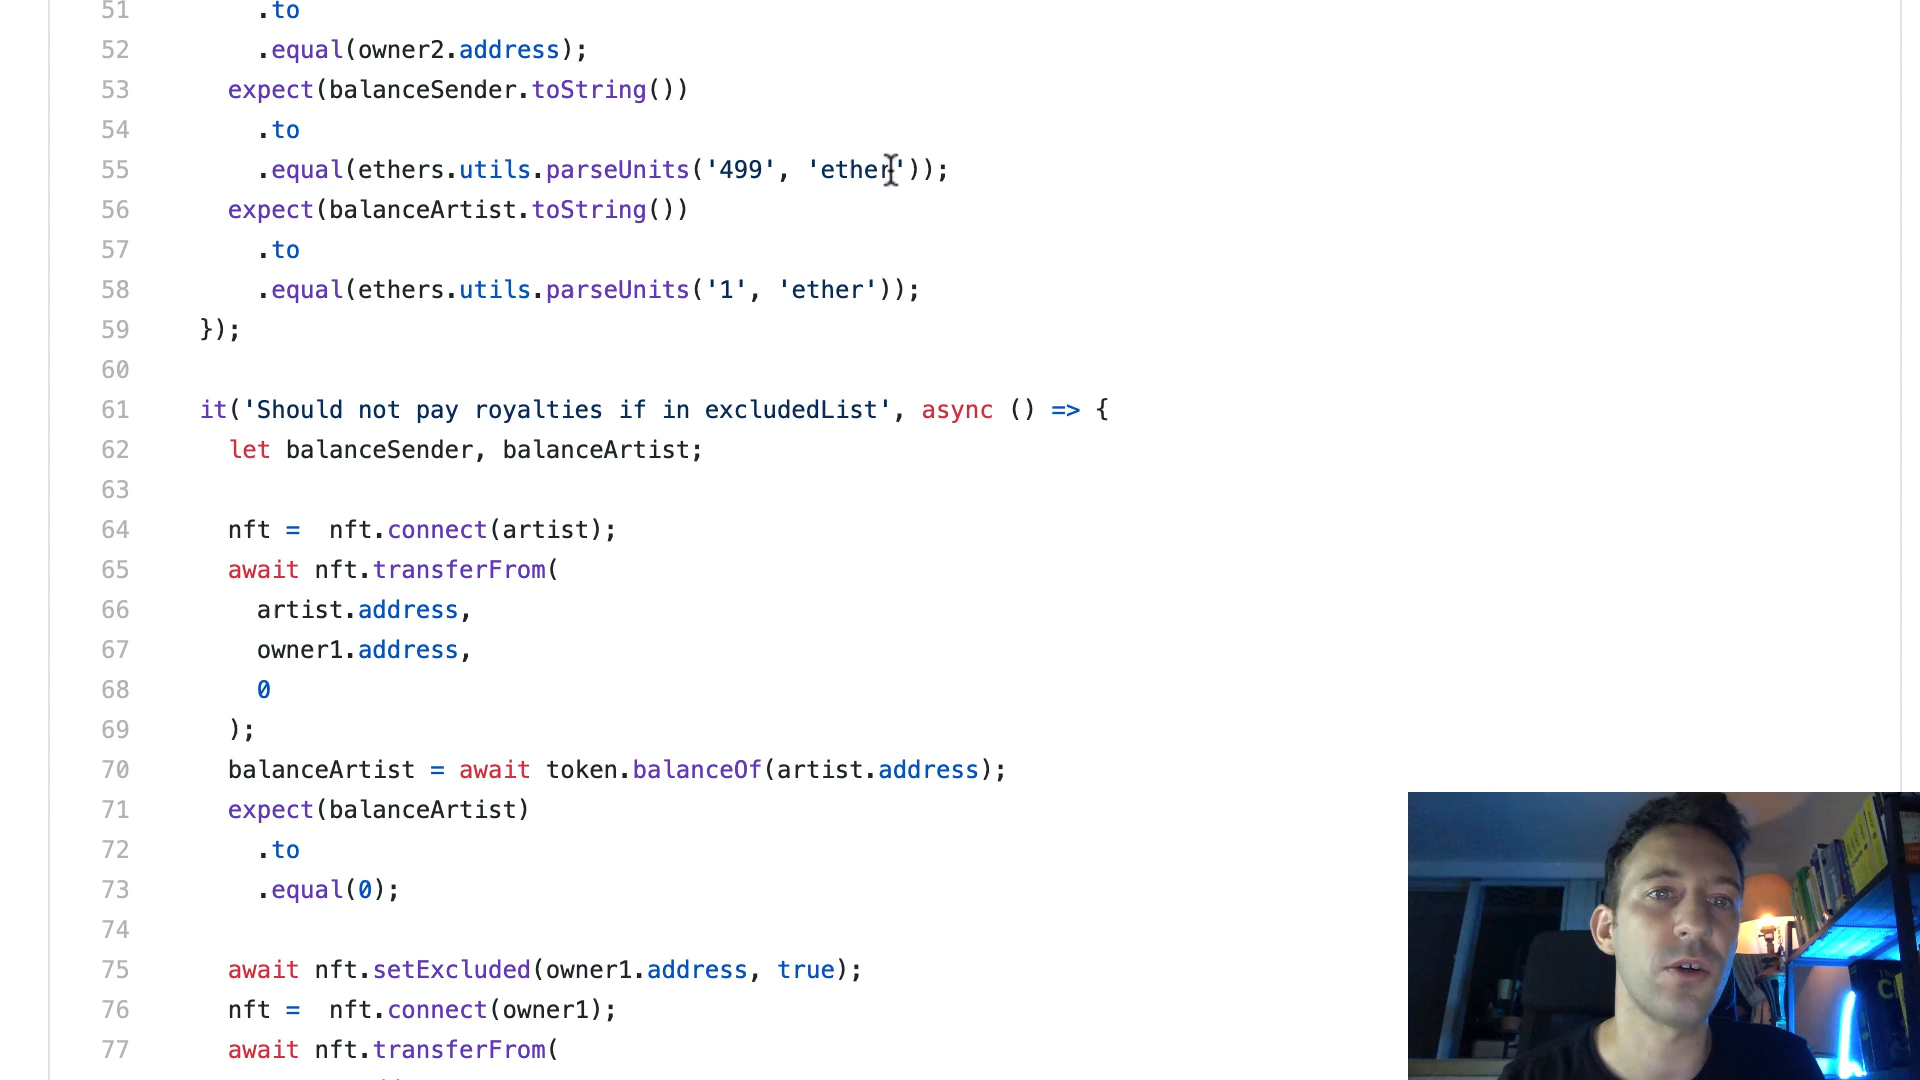 51 .to
52 .equal(owner2.address);
53 expect(balanceSender.toString())
54 .to
55 .equal(ethers.utils.parseUnits('499', 'ether'));
56 expect(balanceArtist.toString())
57 .to
58 .equal(ethers.utils.parseUnits('1', 'ether'));
59 });
60
61 it('Should not pay royalties if in excludedList', async () => {
62 let balanceSender, balanceArtist;
63
64 nft =  nft.connect(artist);
65 await nft.transferFrom(
66 artist.address,
67 owner1.address,
68 0
69 );
70 balanceArtist = await token.balanceOf(artist.address);
71 expect(balanceArtist)
72 .to
73 .equal(0);
74
75 await nft.setExcluded(owner1.address, true);
76 nft =  nft.connect(owner1);
77 await nft.transferFrom(